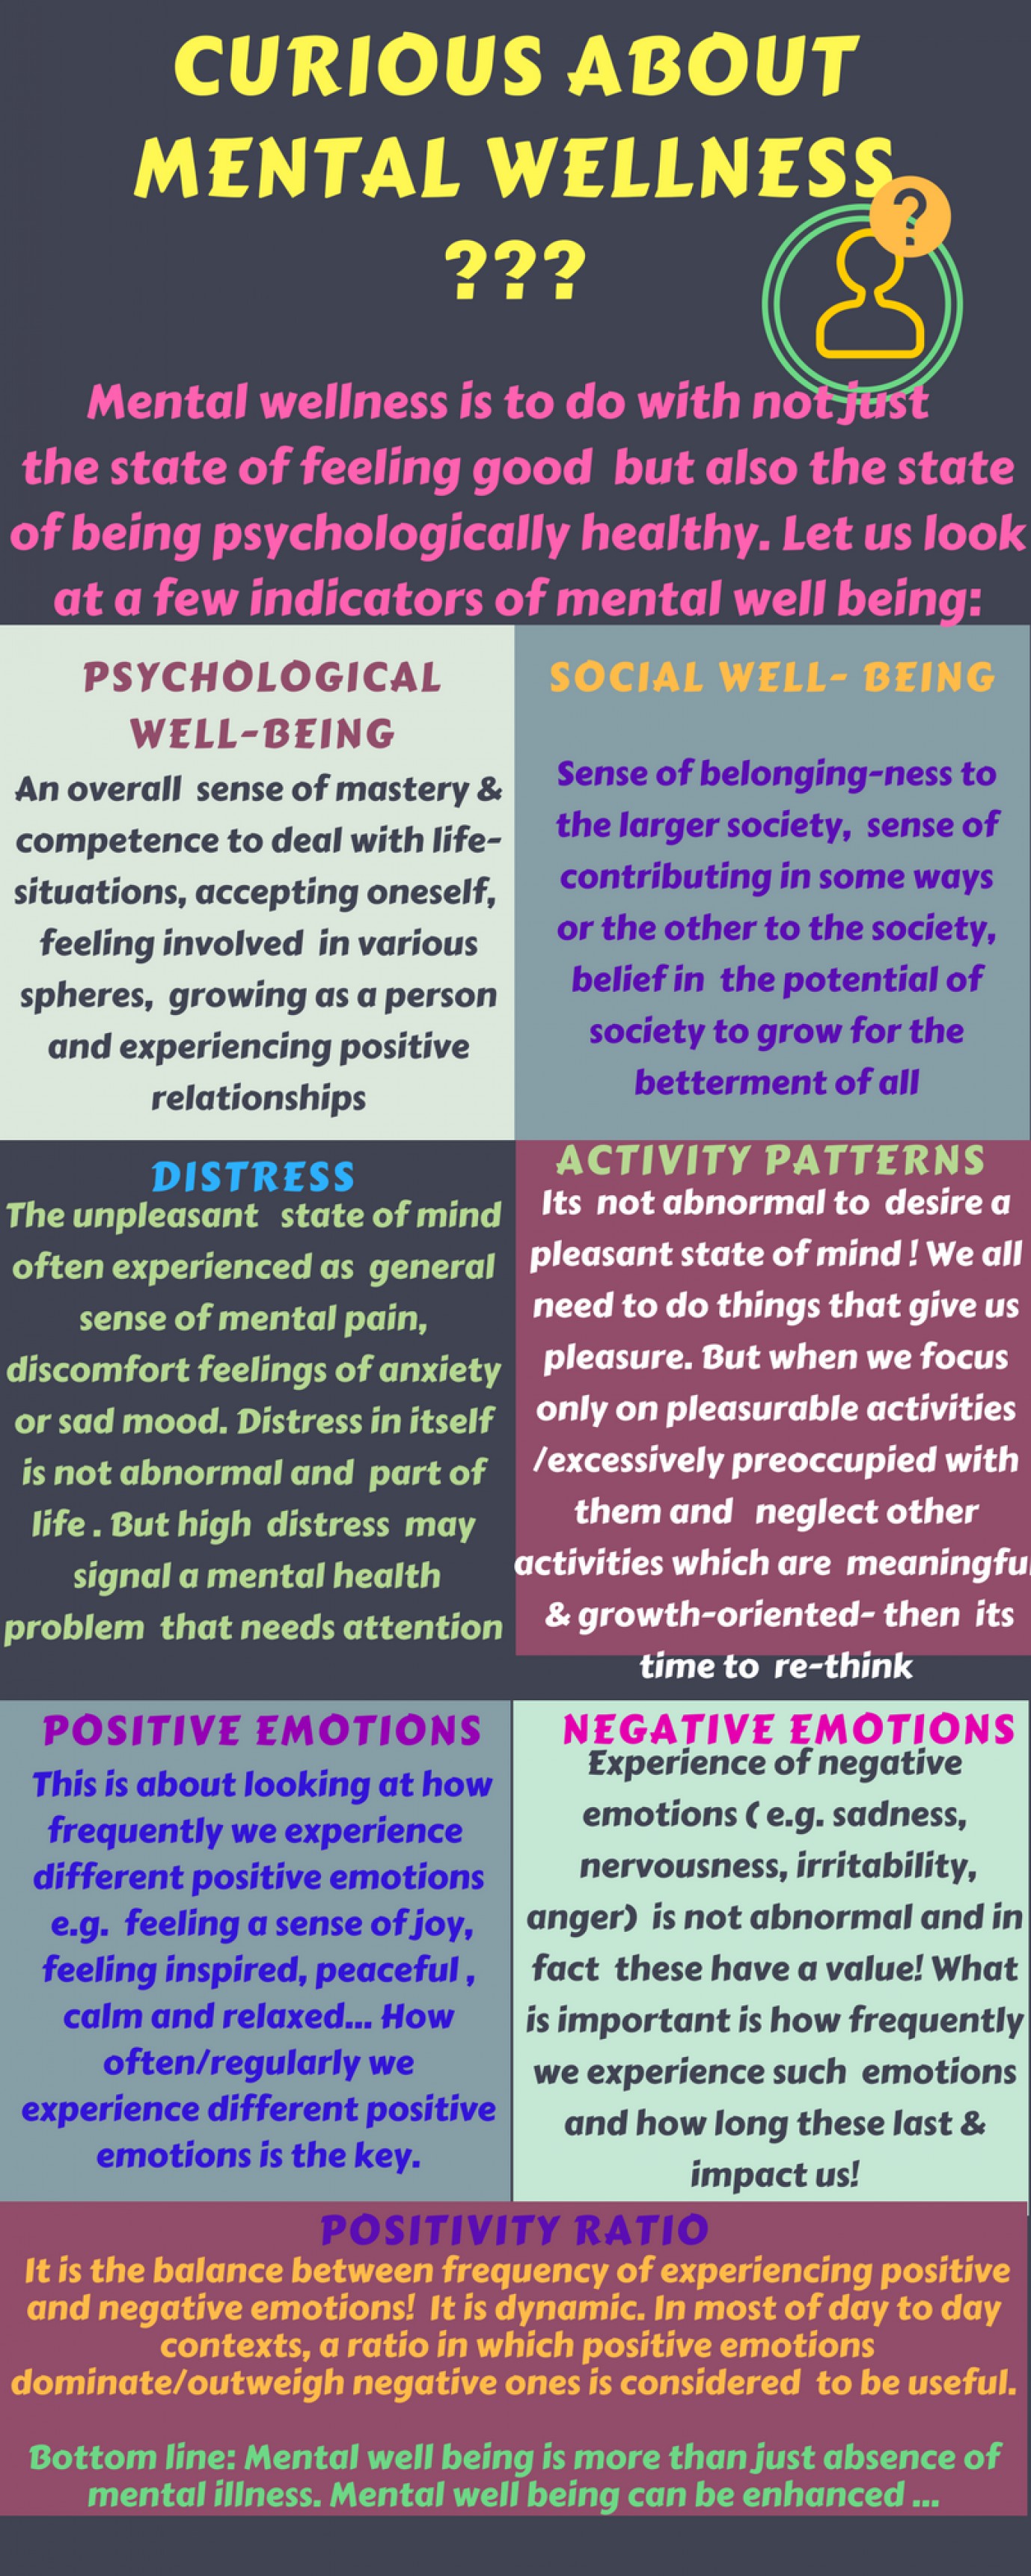 CURIOUS ABOUT
MENTAL WELLNESS
???
?
Mental wellness is to do with not just
the state of feeling good but also the state
of being psychologically healthy. Let us look
at a few indicators of mental well being:
PSYCHOLOGICAL
WELL-BEING
An overall sense of mastery &
competence to deal with life-
situations, accepting oneself,
feeling involved in various
spheres, growing as a person
and experiencing positive
relationships
SOCIAL WELL- BEING
Sense of belonging-ness to
the larger society, sense of
contributing in some ways
or the other to the society,
belief in the potential of
society to grow for the
betterment of all
DISTRESS
The unpleasant state of mind
often experienced as general
sense of mental pain,
discomfort feelings of anxiety
or sad mood. Distress in itself
is not abnormal and part of
life . But high distress may
signal a mental health
problem that needs attention
ACTIVITY PATTERNS
Its not abnormal to desire a
pleasant state of mind ! We all
need to do things that give us
pleasure. But when we focus
only on pleasurable activities
/excessively preoccupied with
them and neglect other
activities which are meaningful
& growth-oriented- then its
time to re-think
POSITIVE EMOTIONS
This is about looking at how
frequently we experience
different positive emotions
e.g. feeling a sense of joy,
feeling inspired, peaceful ,
calm and relaxed... How
often/regularly we
experience different positive
emotions is the key.
NEGATIVE EMOTIONS
Experience of negative
emotions ( e.g. sadness,
nervousness, irritability,
anger) is not abnormal and in
fact these have a value! What
is important is how frequently
we experience such emotions
and how long these last &
impact us!
POSITIVITY RATIO
It is the balance between frequency of experiencing positive
and negative emotions! It is dynamic. In most of day to day
contexts, a ratio in which positive emotions
dominate/outweigh negative ones is considered to be useful.
Bottom line: Mental well being is more than just absence of
mental illness. Mental well being can be enhanced ...